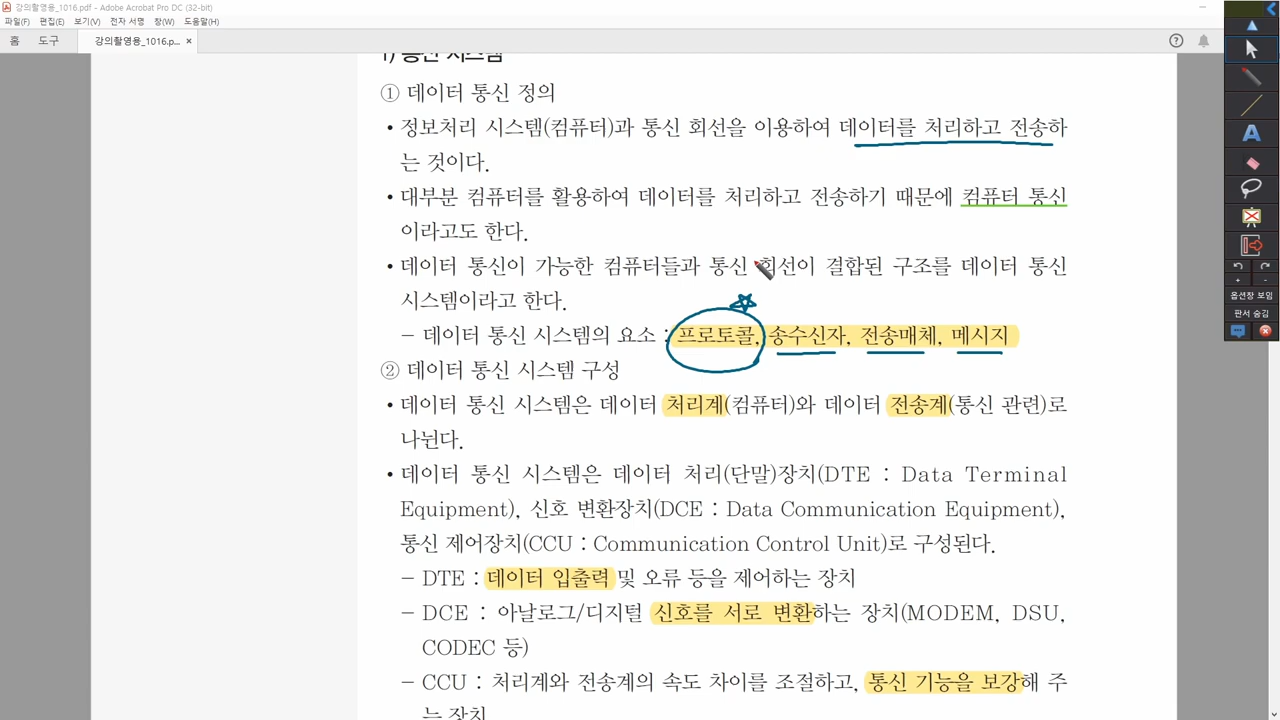 강의촬영용_1016.pdf - Adobe Acrobat Pro DC (32-bit)
파일(F) 편집(E) 보기(V) 전자 서명 창(W) 도움말(H)
홈 도구 강의촬영용_1016.p... ×
1) 통신 시스템
① 데이터 통신 정의
• 정보처리 시스템(컴퓨터)과 통신 회선을 이용하여 데이터를 처리하고 전송하
는 것이다.
• 대부분 컴퓨터를 활용하여 데이터를 처리하고 전송하기 때문에 컴퓨터 통신
이라고도 한다.
• 데이터 통신이 가능한 컴퓨터들과 통신 회선이 결합된 구조를 데이터 통신
시스템이라고 한다.
– 데이터 통신 시스템의 요소 : 프로토콜, 송수신자, 전송매체, 메시지
② 데이터 통신 시스템 구성
• 데이터 통신 시스템은 데이터 처리계(컴퓨터)와 데이터 전송계(통신 관련)로
나뉜다.
• 데이터 통신 시스템은 데이터 처리(단말)장치(DTE : Data Terminal
Equipment), 신호 변환장치(DCE : Data Communication Equipment),
통신 제어장치(CCU : Communication Control Unit)로 구성된다.
– DTE : 데이터 입출력 및 오류 등을 제어하는 장치
– DCE : 아날로그/디지털 신호를 서로 변환하는 장치(MODEM, DSU,
CODEC 등)
– CCU : 처리계와 전송계의 속도 차이를 조절하고, 통신 기능을 보강해 주
는 장치
A
옵션장 보임
판서 숨김